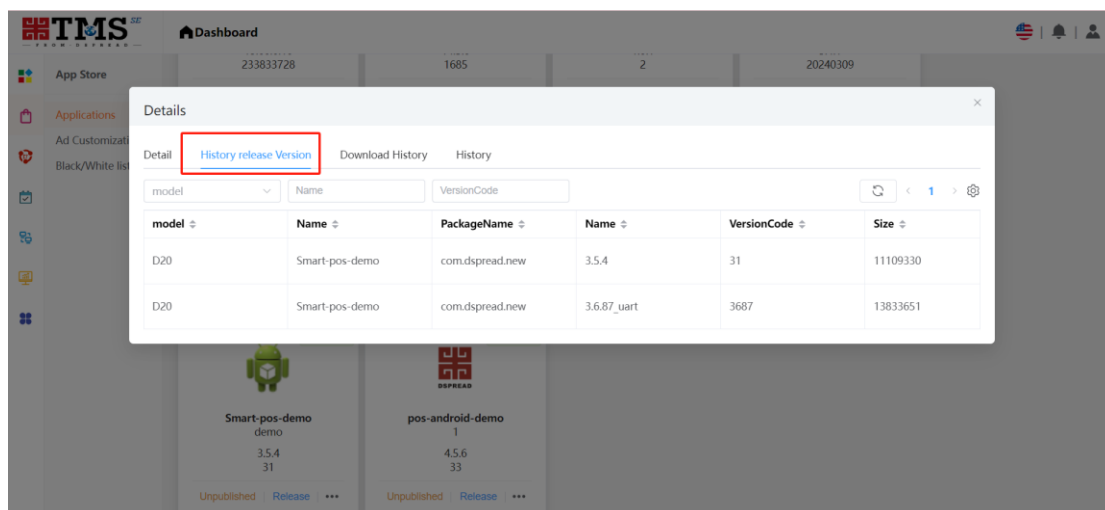 TMS SE
FROM·DSPREAD
Dashboard
App Store
233833728
1685
2
20240309
Applications
Ad Customizati
Black/White list
Details
Detail
History release Version
Download History
History
model
Name
VersionCode
1
model
Name
PackageName
Name
VersionCode
Size
D20
Smart-pos-demo
com.dspread.new
3.5.4
31
11109330
D20
Smart-pos-demo
com.dspread.new
3.6.87_uart
3687
13833651
DSPREAD
Smart-pos-demo
demo
3.5.4
31
Unpublished
Release
pos-android-demo
1
4.5.6
33
Unpublished
Release